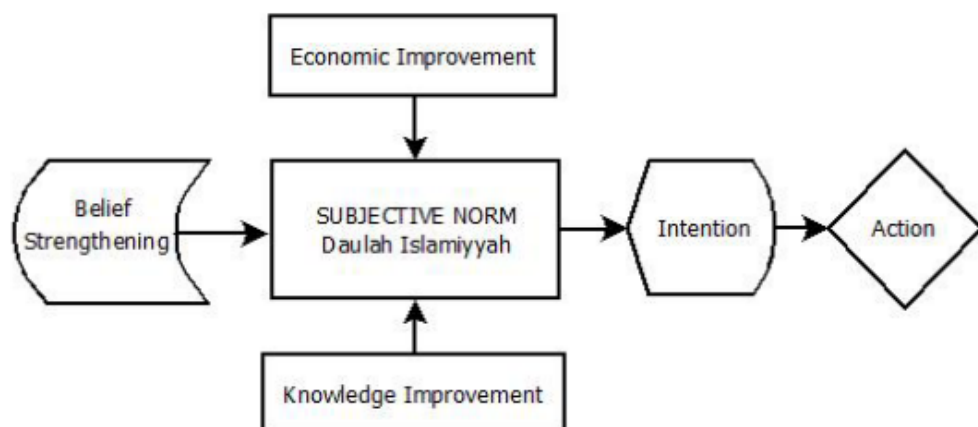 Economic Improvement
Belief
Strengthening
SUBJECTIVE NORM
Daulah Islamiyyah
Intention
Action
Knowledge Improvement